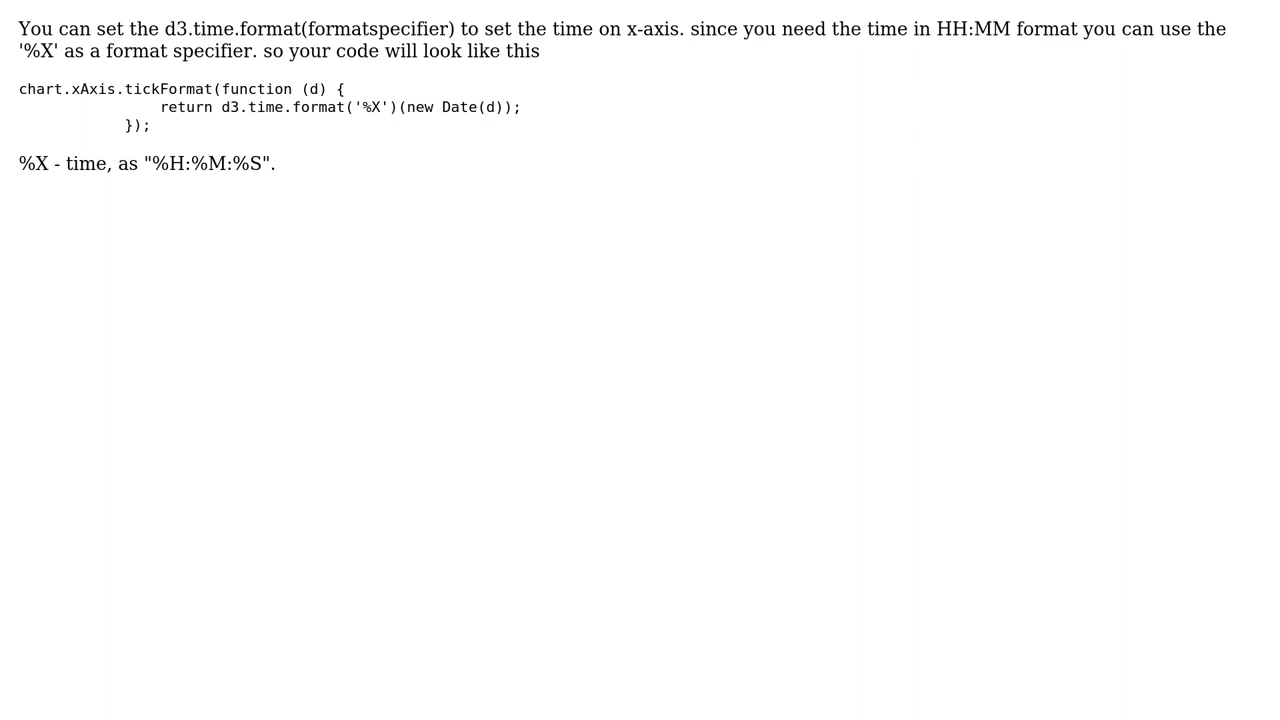 You can set the d3.time.format(formatspecifier) to set the time on x-axis. since you need the time in HH:MM format you can use the
'%X' as a format specifier. so your code will look like this
chart.xAxis.tickFormat(function (d) {
                return d3.time.format('%X')(new Date(d));
            });
%X - time, as "%H:%M:%S".